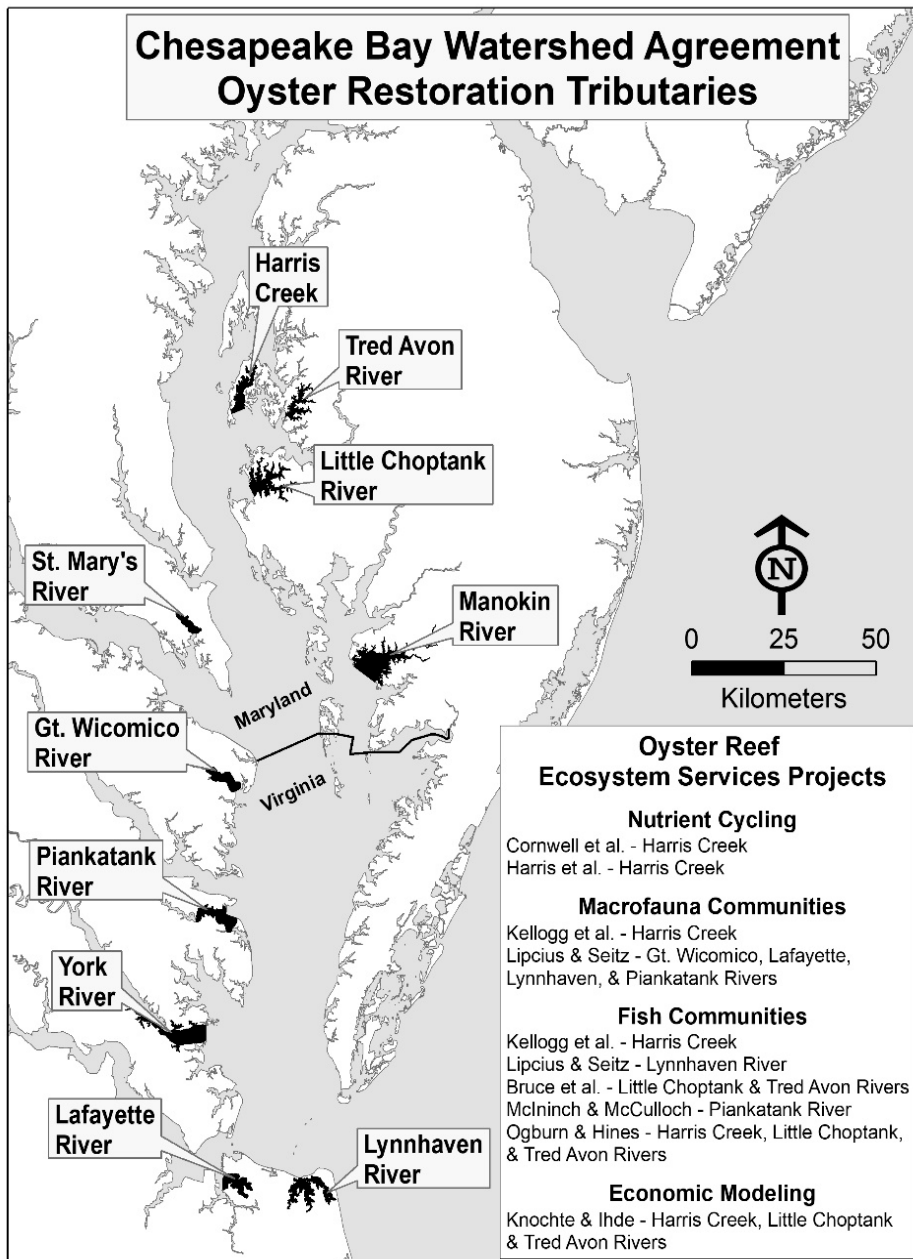 Chesapeake Bay Watershed Agreement
Oyster Restoration Tributaries
Harris
Creek
Tred Avon
River
Little Choptank
River
St. Mary's
River
Manokin
River
N
0 25 50
Kilometers
Maryland
Gt. Wicomico
River
Virginia
Piankatank
River
York
River
Lafayette
River
Lynnhaven
River
Oyster Reef
Ecosystem Services Projects
Nutrient Cycling
Cornwell et al. - Harris Creek
Harris et al. - Harris Creek
Macrofauna Communities
Kellogg et al. - Harris Creek
Lipcius & Seitz - Gt. Wicomico, Lafayette,
Lynnhaven, & Piankatank Rivers
Fish Communities
Kellogg et al. - Harris Creek
Lipcius & Seitz - Lynnhaven River
Bruce et al. - Little Choptank & Tred Avon Rivers
McIninch & McCulloch - Piankatank River
Ogburn & Hines - Harris Creek, Little Choptank,
& Tred Avon Rivers
Economic Modeling
Knochte & Ihde - Harris Creek, Little Choptank
& Tred Avon Rivers